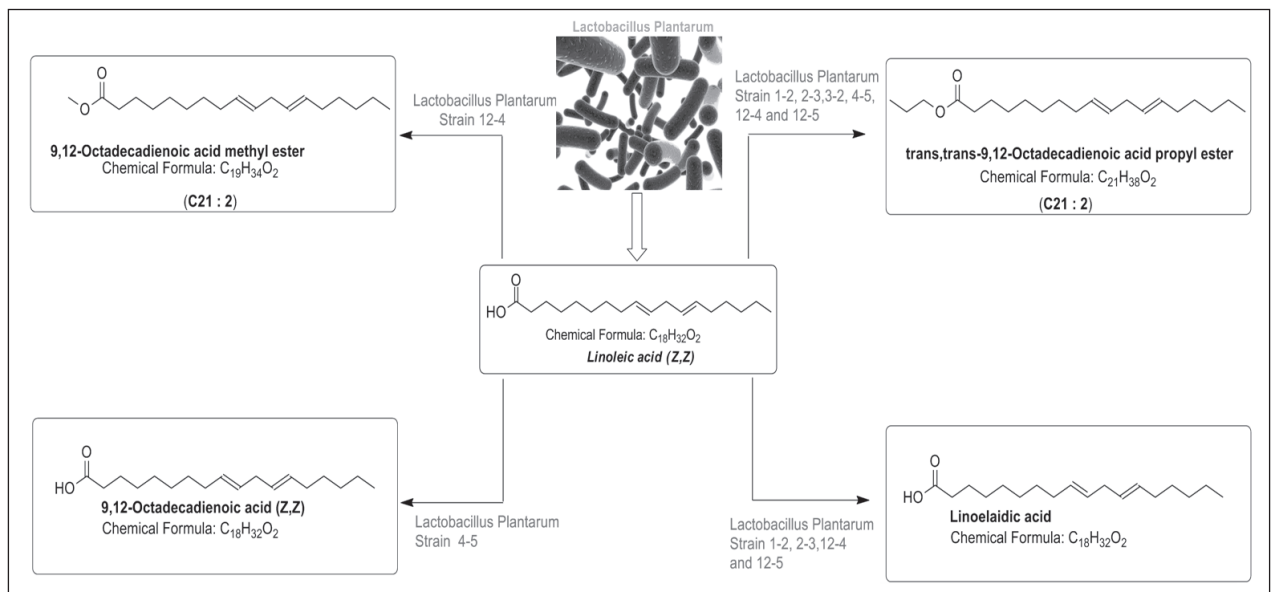 Lactobacillus Plantarum
O
O
9,12-Octadecadienoic acid methyl ester
Chemical Formula: C₁₉H₃₄O₂
(C21 : 2)
Lactobacillus Plantarum
Strain 12-4
Lactobacillus Plantarum
Strain 1-2, 2-3,3-2, 4-5,
12-4 and 12-5
O
O
trans,trans-9,12-Octadecadienoic acid propyl ester
Chemical Formula: C₂₁H₃₈O₂
(C21 : 2)
O
HO
Chemical Formula: C₁₈H₃₂O₂
Linoleic acid (Z,Z)
O
HO
9,12-Octadecadienoic acid (Z,Z)
Chemical Formula: C₁₈H₃₂O₂
Lactobacillus Plantarum
Strain 4-5
Lactobacillus Plantarum
Strain 1-2, 2-3,12-4
and 12-5
O
HO
Linoelaidic acid
Chemical Formula: C₁₈H₃₂O₂